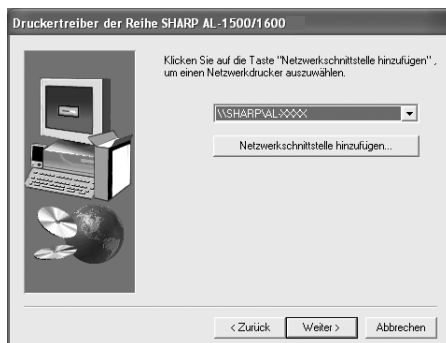 Druckertreiber der Reihe SHARP AL-1500/1600
Klicken Sie auf die Taste "Netzwerkschnittstelle hinzufügen" ,
um einen Netzwerkdrucker auszuwählen.
\\SHARP\AL-XXXX
Netzwerkschnittstelle hinzufügen...
< Zurück
Weiter >
Abbrechen